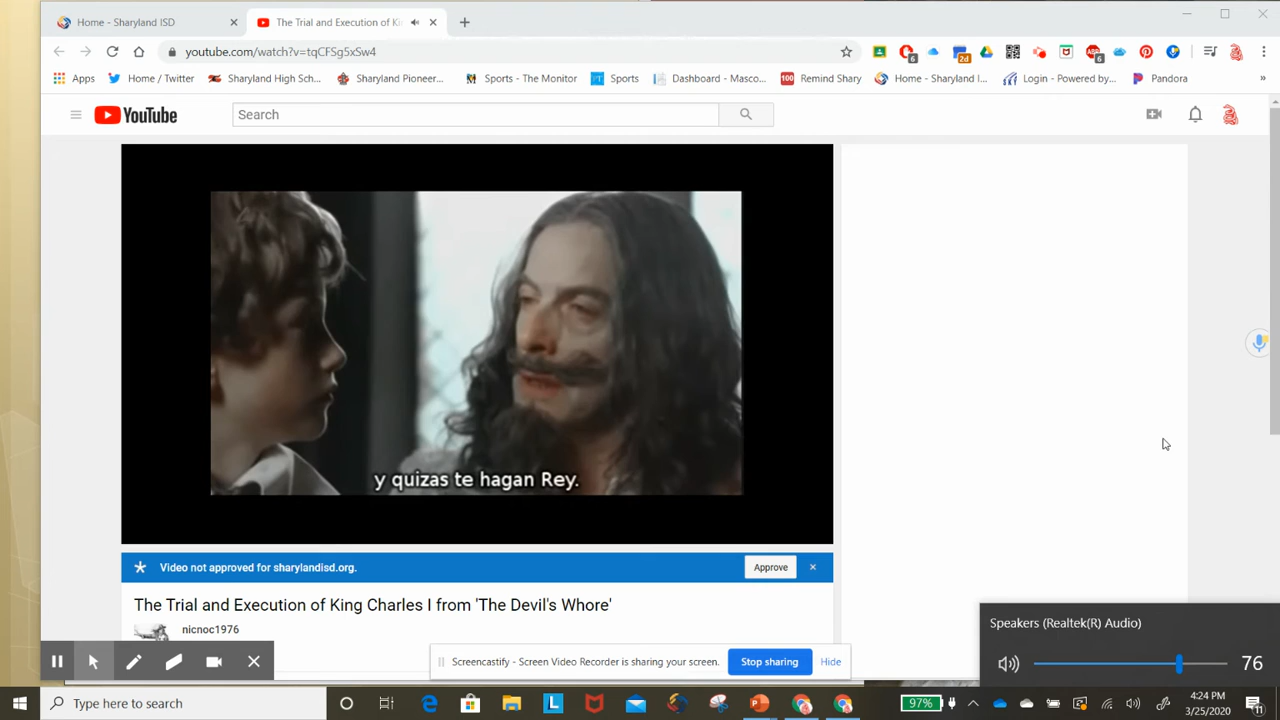 Home - Sharyland ISD
The Trial and Execution of Ki
youtube.com/watch?v=tqCFSg5xSw4
6
2d
6
Apps
Home / Twitter
Sharyland High Sch...
Sharyland Pioneer...
Sports - The Monitor
Sports
Dashboard - Masco...
100
Remind Shary
Home - Sharyland I...
Login - Powered by...
Pandora
»
YouTube
Search
y quizas te hagan Rey.
Video not approved for sharylandisd.org.
Approve
The Trial and Execution of King Charles I from 'The Devil's Whore'
nicnoc1976
Screencastify - Screen Video Recorder is sharing your screen.
Stop sharing
Hide
Speakers (Realtek(R) Audio)
76
Type here to search
97%
4:24 PM
3/25/2020